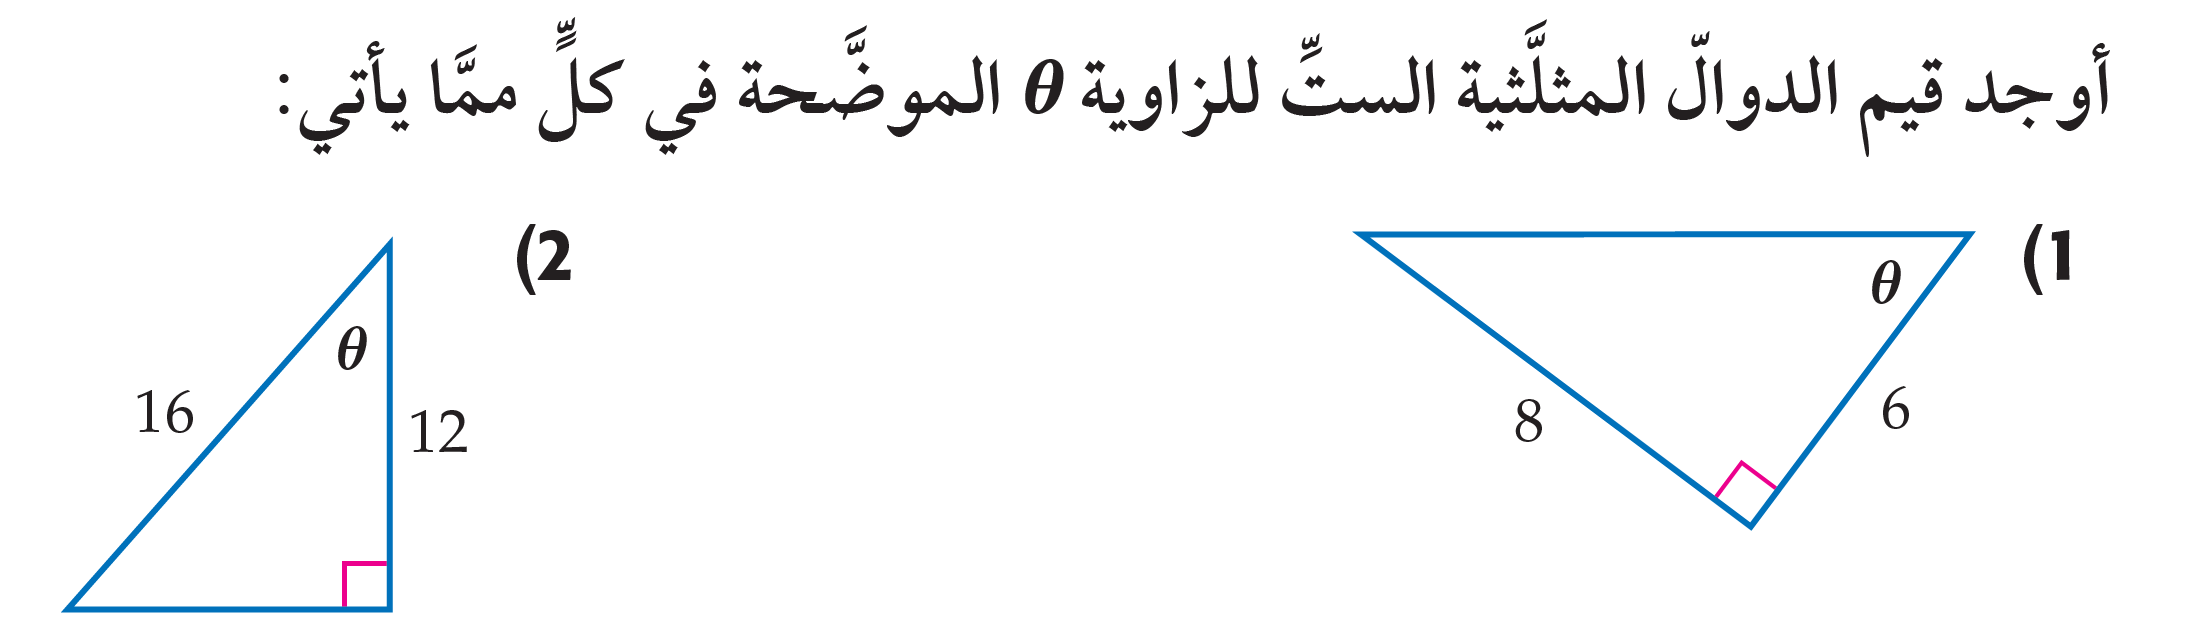 أوجد قيم الدوالّ المثلَّثية الستِّ للزاوية θ الموضَّحة في كلٍّ ممَّا يأتي:
(1
θ
8
6
(2
θ
16
12